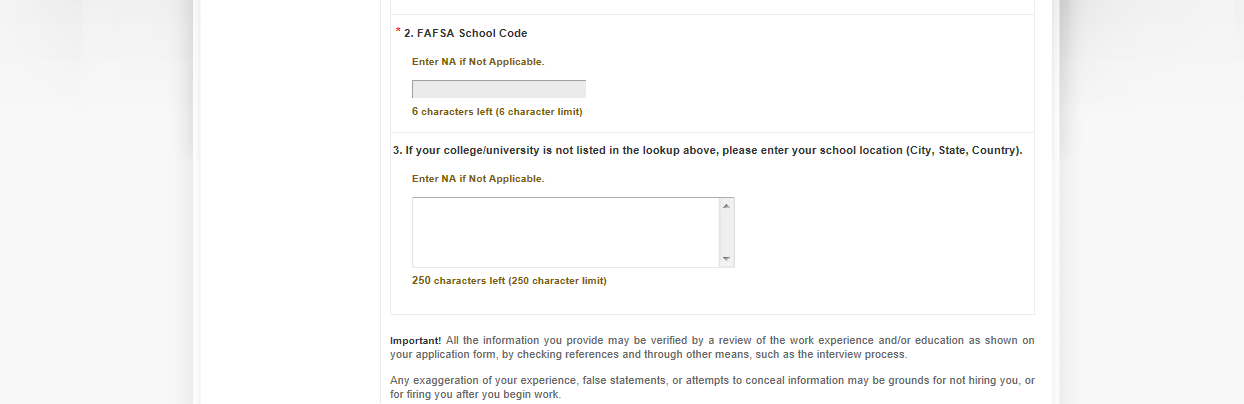 * 2. FAFSA School Code
Enter NA if Not Applicable.
6 characters left (6 character limit)
3. If your college/university is not listed in the lookup above, please enter your school location (City, State, Country).
Enter NA if Not Applicable.
250 characters left (250 character limit)
Important! All the information you provide may be verified by a review of the work experience and/or education as shown on
your application form, by checking references and through other means, such as the interview process.
Any exaggeration of your experience, false statements, or attempts to conceal information may be grounds for not hiring you, or
for firing you after you begin work.